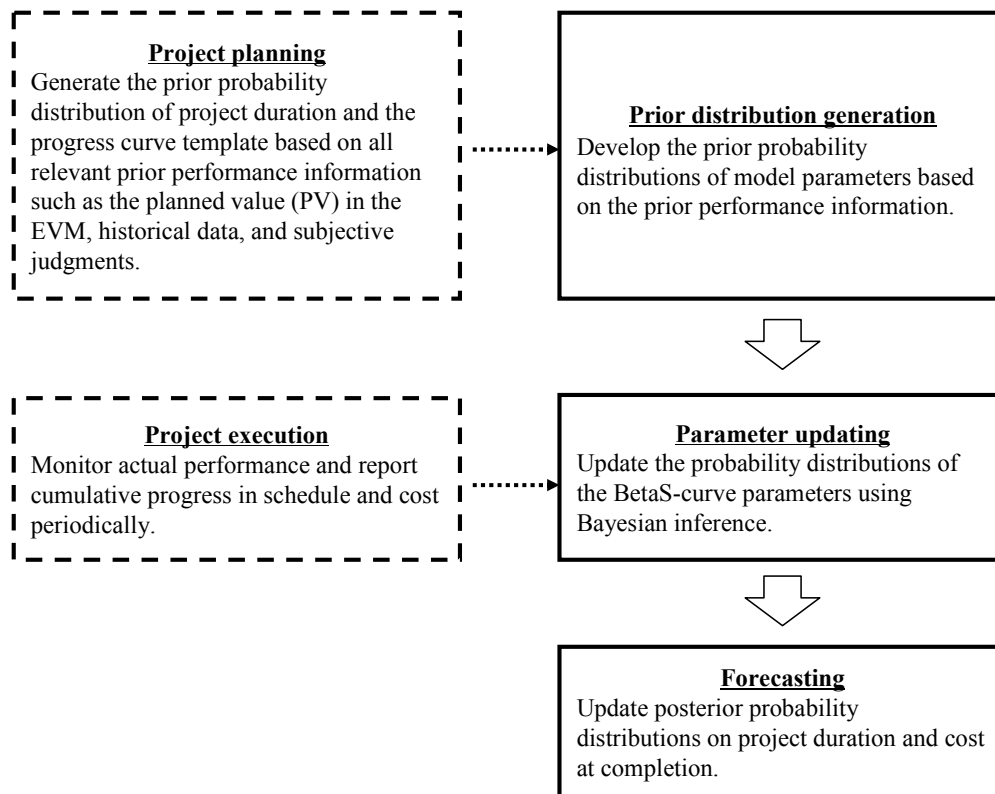 Project planning
Generate the prior probability
distribution of project duration and the
progress curve template based on all
relevant prior performance information
such as the planned value (PV) in the
EVM, historical data, and subjective
judgments.
Prior distribution generation
Develop the prior probability
distributions of model parameters based
on the prior performance information.
Project execution
Monitor actual performance and report
cumulative progress in schedule and cost
periodically.
Parameter updating
Update the probability distributions of
the BetaS-curve parameters using
Bayesian inference.
Forecasting
Update posterior probability
distributions on project duration and cost
at completion.